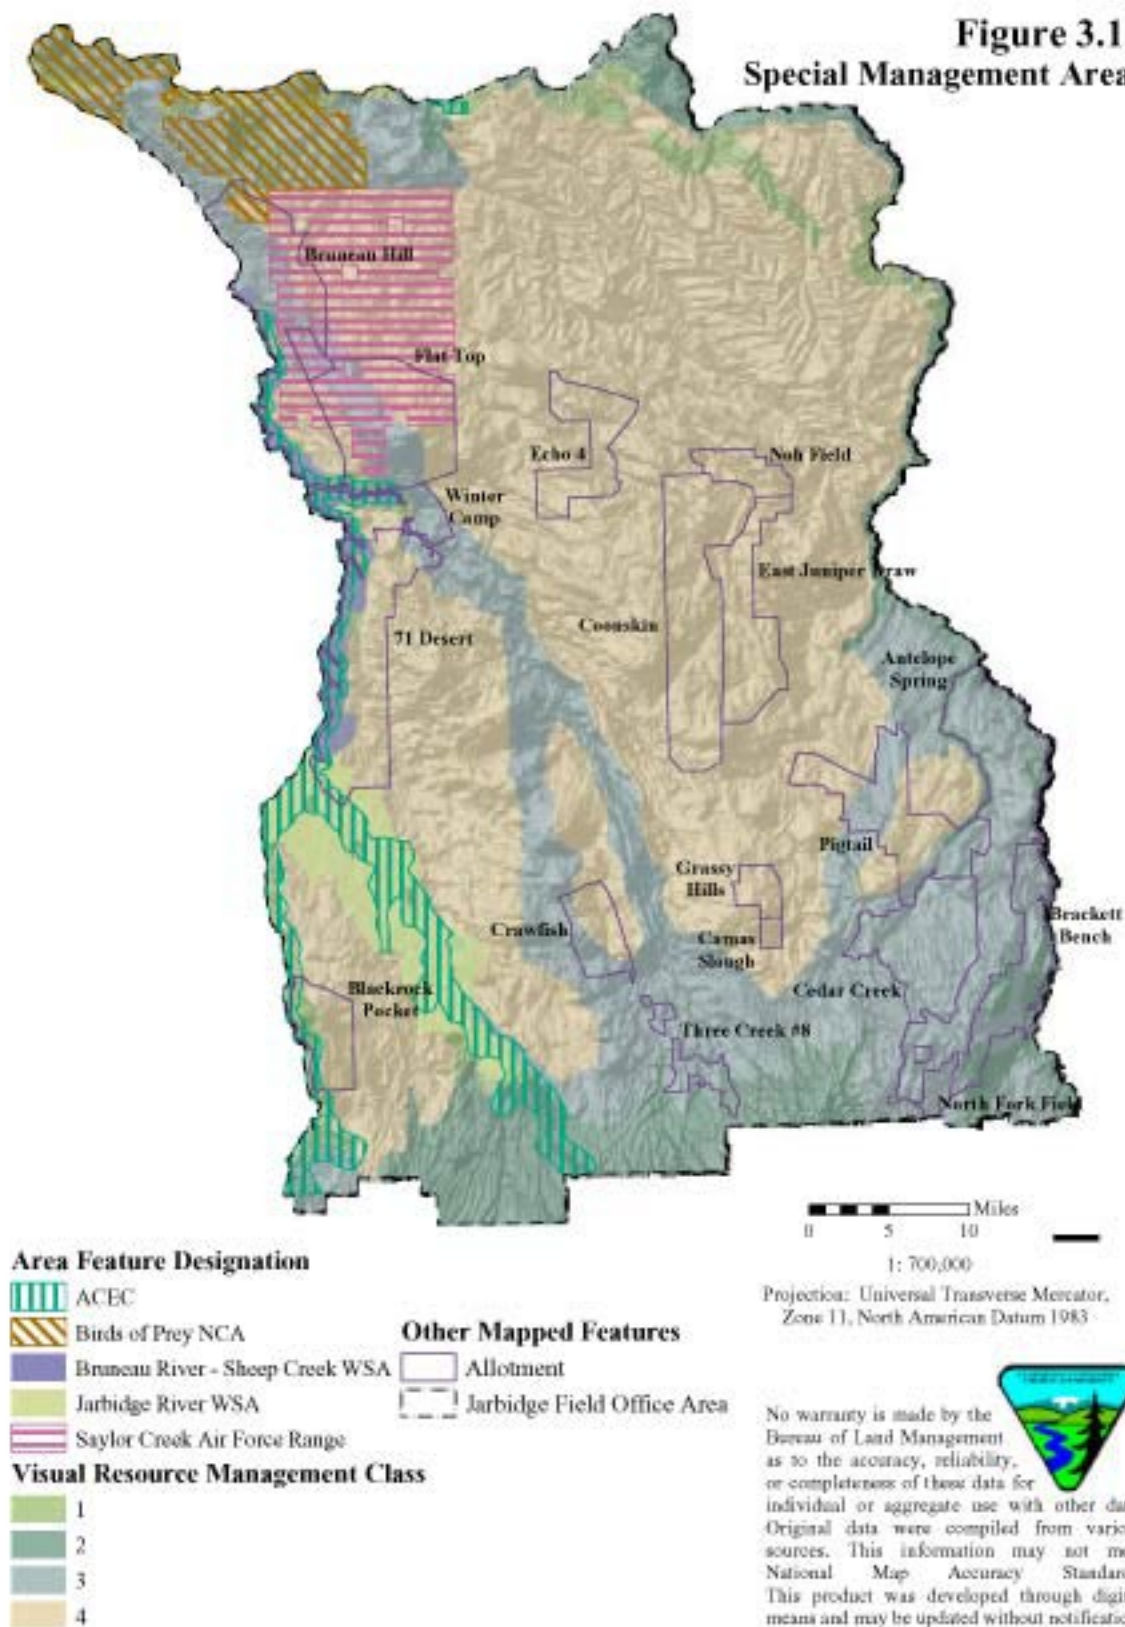 Figure 3.1
Special Management Area
Bruneau Hill
Flat Top
Echo 4
Noh Field
Winter
Camp
East Juniper Draw
Coonskin
71 Desert
Antelope
Spring
Pigtail
Grassy
Hills
Crawfish
Camas
Slough
Brackett
Bench
Blackrock
Pocket
Cedar Creek
Three Creek #8
North Fork Field
Miles
0 5 10
1: 700,000
Projection: Universal Transverse Mercator,
Zone 11, North American Datum 1983
Area Feature Designation
ACEC
Birds of Prey NCA
Bruneau River - Sheep Creek WSA
Jarbidge River WSA
Saylor Creek Air Force Range
Other Mapped Features
Allotment
Jarbidge Field Office Area
Visual Resource Management Class
1
2
3
4
No warranty is made by the
Bureau of Land Management
as to the accuracy, reliability,
or completeness of these data for
individual or aggregate use with other dat
Original data were compiled from vario
sources. This information may not me
National Map Accuracy Standar
This product was developed through digit
means and may be updated without notificatio